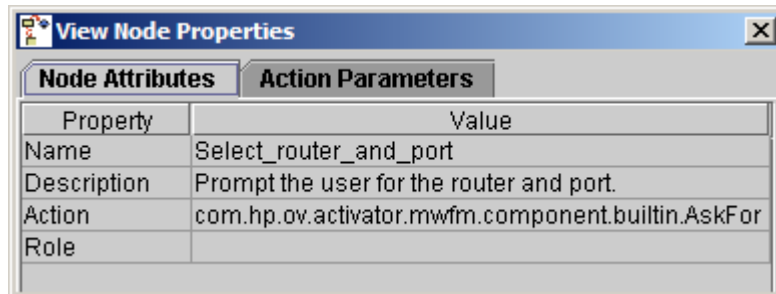 View Node Properties
Node Attributes Action Parameters
Property Value
Name Select_router_and_port
Description Prompt the user for the router and port.
Action com.hp.ov.activator.mwfm.component.builtin.AskFor
Role